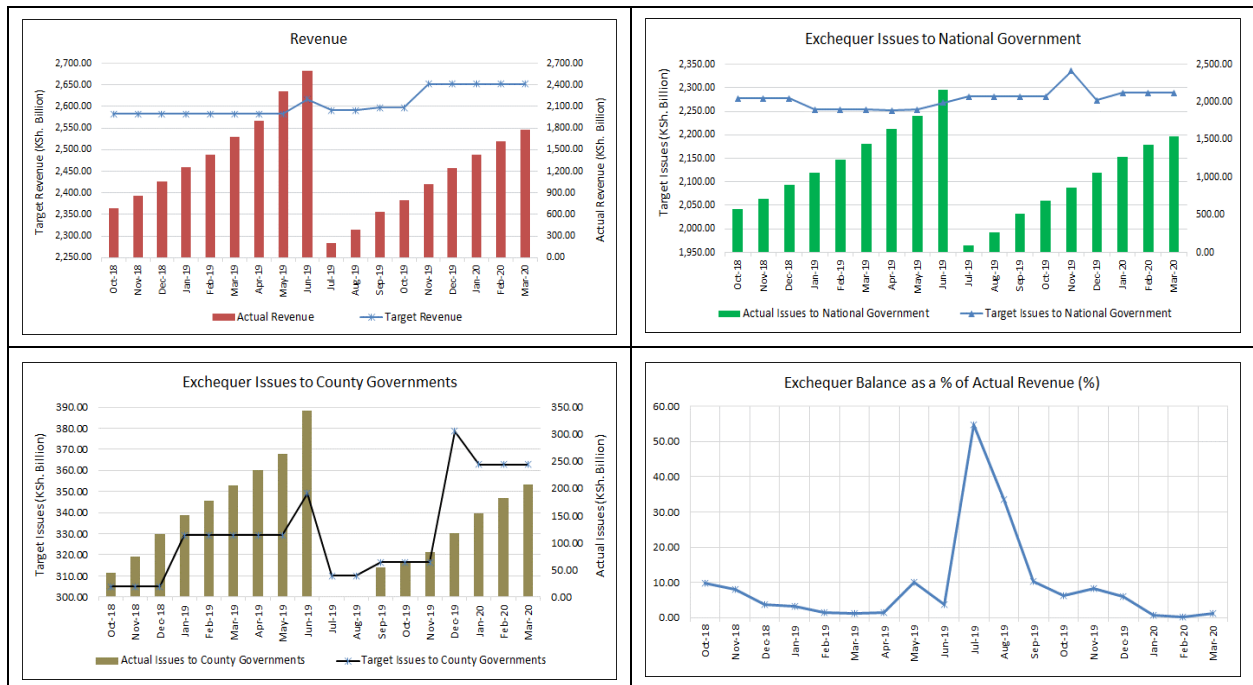 Revenue
Target Revenue (KSh. Billion)
2,700.00
2,650.00
2,600.00
2,550.00
2,500.00
2,450.00
2,400.00
2,350.00
2,300.00
2,250.00
2,700.00
2,400.00
2,100.00
1,800.00
1,500.00
1,200.00
900.00
600.00
300.00
0.00
Actual Revenue (KSh. Billion)
Oct-18
Nov-18
Dec-18
Jan-19
Feb-19
Mar-19
Apr-19
May-19
Jun-19
Jul-19
Aug-19
Sep-19
Oct-19
Nov-19
Dec-19
Jan-20
Feb-20
Mar-20
Actual Revenue
Target Revenue
Exchequer Issues to National Government
Target Issues (KSh. Billion)
2,350.00
2,300.00
2,250.00
2,200.00
2,150.00
2,100.00
2,050.00
2,000.00
1,950.00
2,500.00
2,000.00
1,500.00
1,000.00
500.00
0.00
Oct-18
Nov-18
Dec-18
Jan-19
Feb-19
Mar-19
Apr-19
May-19
Jun-19
Jul-19
Aug-19
Sep-19
Oct-19
Nov-19
Dec-19
Jan-20
Feb-20
Mar-20
Actual Issues to National Government
Target Issues to National Government
Exchequer Issues to County Governments
Target Issues (KSh. Billion)
390.00
380.00
370.00
360.00
350.00
340.00
330.00
320.00
310.00
300.00
350.00
300.00
250.00
200.00
150.00
100.00
50.00
0.00
Actual Issues (KSh. Billion)
Oct-18
Nov-18
Dec-18
Jan-19
Feb-19
Mar-19
Apr-19
May-19
Jun-19
Jul-19
Aug-19
Sep-19
Oct-19
Nov-19
Dec-19
Jan-20
Feb-20
Mar-20
Actual Issues to County Governments
Target Issues to County Governments
Exchequer Balance as a % of Actual Revenue (%)
60.00
50.00
40.00
30.00
20.00
10.00
0.00
Oct-18
Nov-18
Dec-18
Jan-19
Feb-19
Mar-19
Apr-19
May-19
Jun-19
Jul-19
Aug-19
Sep-19
Oct-19
Nov-19
Dec-19
Jan-20
Feb-20
Mar-20